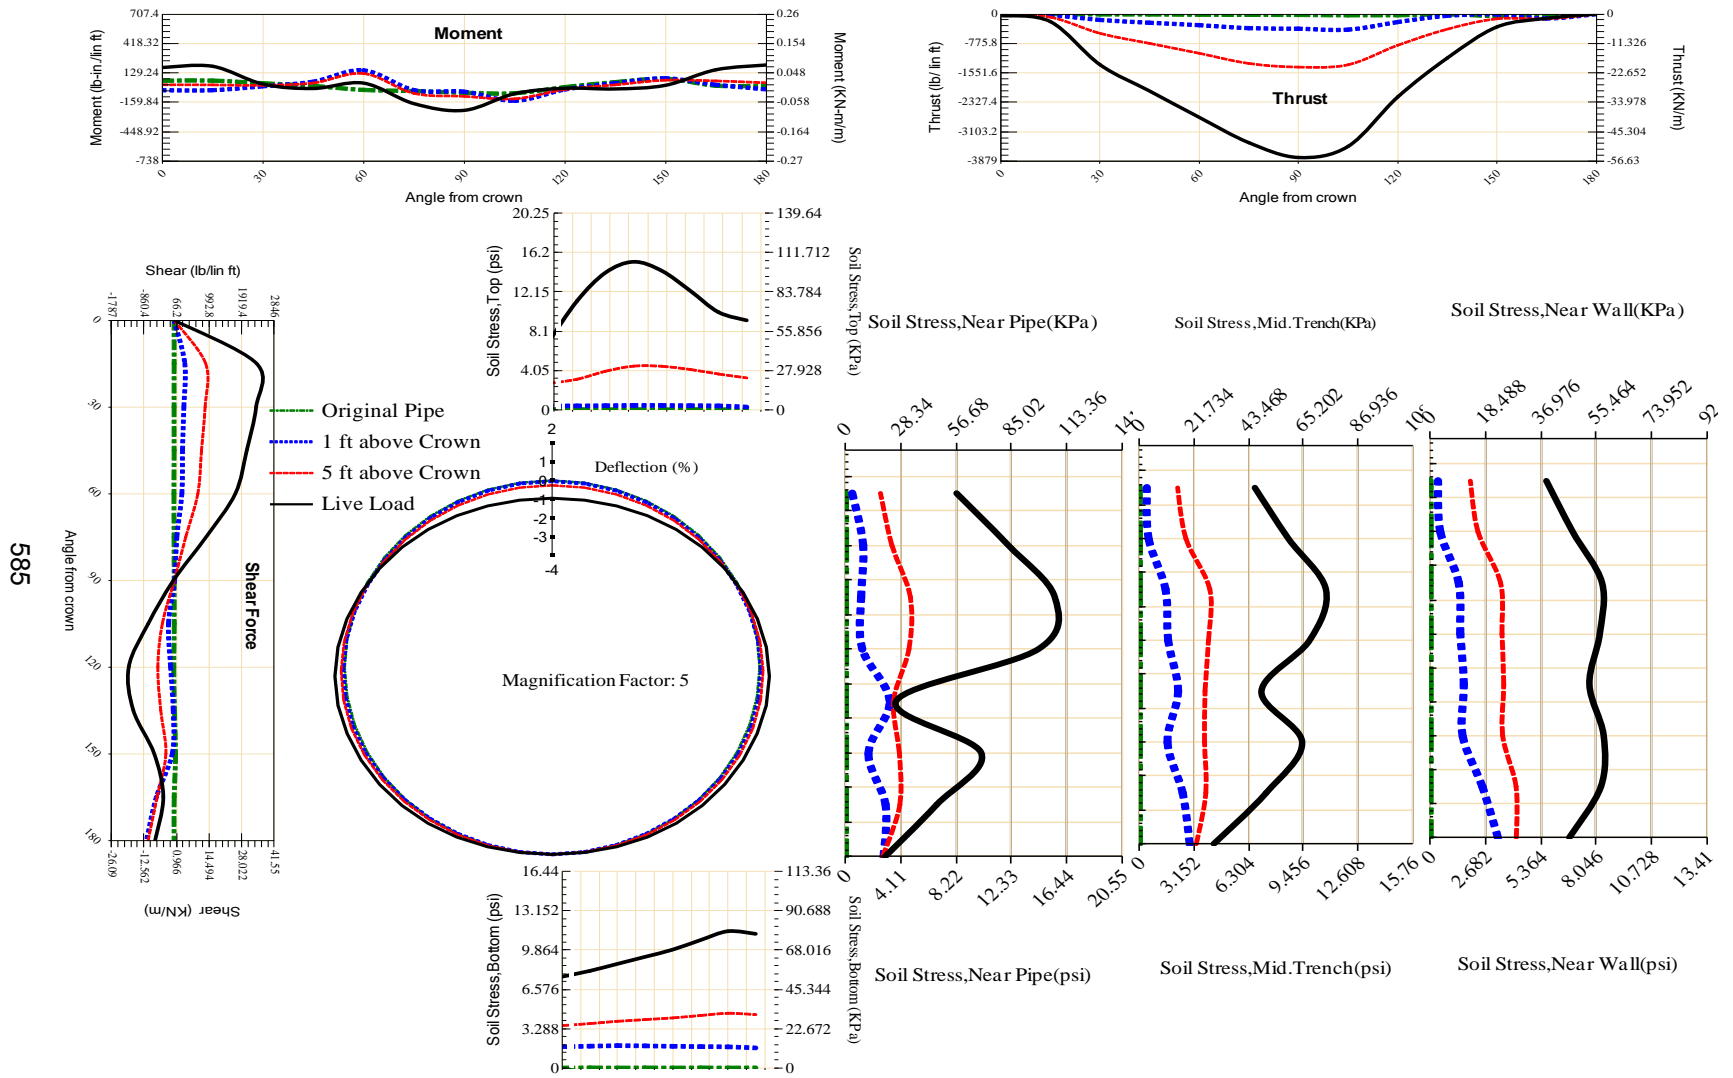 Moment
Moment (lb-in./lin ft)
707.4
418.32
129.24
-159.84
-448.92
-738
0.26
0.154
0.048
-0.058
-0.164
-0.27
Moment (KN-m/m)
0 30 60 90 120 150 180
Angle from crown
Thrust
Thrust (lb/ lin ft)
0
-775.8
-1551.6
-2327.4
-3103.2
-3879
0
-11.326
-22.652
-33.978
-45.304
-56.63
Thrust (KN/m)
0 30 60 90 120 150 180
Angle from crown
Soil Stress,Top (psi)
20.25
16.2
12.15
8.1
4.05
0
139.64
111.712
83.784
55.856
27.928
0
Soil Stress,Top (KPa)
Shear (lb/lin ft)
-1787 -860.4 66.2 992.8 1919.4 2846
0
30
60
90
120
150
180
Angle from crown
Shear Force
-26.09 -12.562 0.966 14.494 28.022 41.55
Shear (KN/m)
585
Original Pipe
1 ft above Crown
5 ft above Crown
Live Load
2
1
0
-1
-2
-3
-4
Deflection (%)
Magnification Factor: 5
Soil Stress,Bottom (psi)
16.44
13.152
9.864
6.576
3.288
0
113.36
90.688
68.016
45.344
22.672
0
Soil Stress,Bottom (KPa)
Soil Stress,Near Pipe(KPa)
0 28.34 56.68 85.02 113.36
0 4.11 8.22 12.33 16.44 20.55
Soil Stress,Near Pipe(psi)
Soil Stress,Mid.Trench(KPa)
0 21.734 43.468 65.202 86.936
0 3.152 6.304 9.456 12.608 15.76
Soil Stress,Mid.Trench(psi)
Soil Stress,Near Wall(KPa)
0 18.488 36.976 55.464 73.952 92
0 2.682 5.364 8.046 10.728 13.41
Soil Stress,Near Wall(psi)